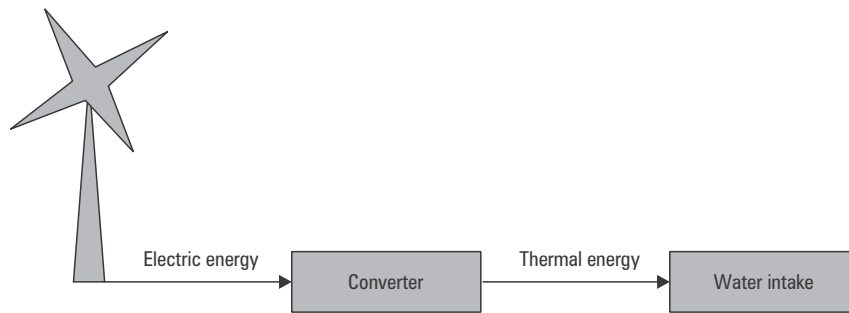 Electric energy
Converter
Thermal energy
Water intake